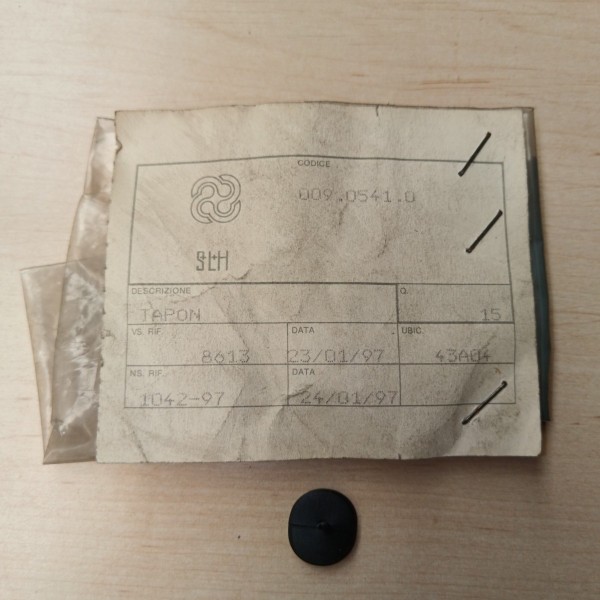 CODICE
009.0541.0
SLH
DESCRIZIONE Q.
TAPON 15
VS. RIF. DATA UBIC.
8613 23/01/97 43A04
NS. RIF. DATA
1042-97 24/01/97